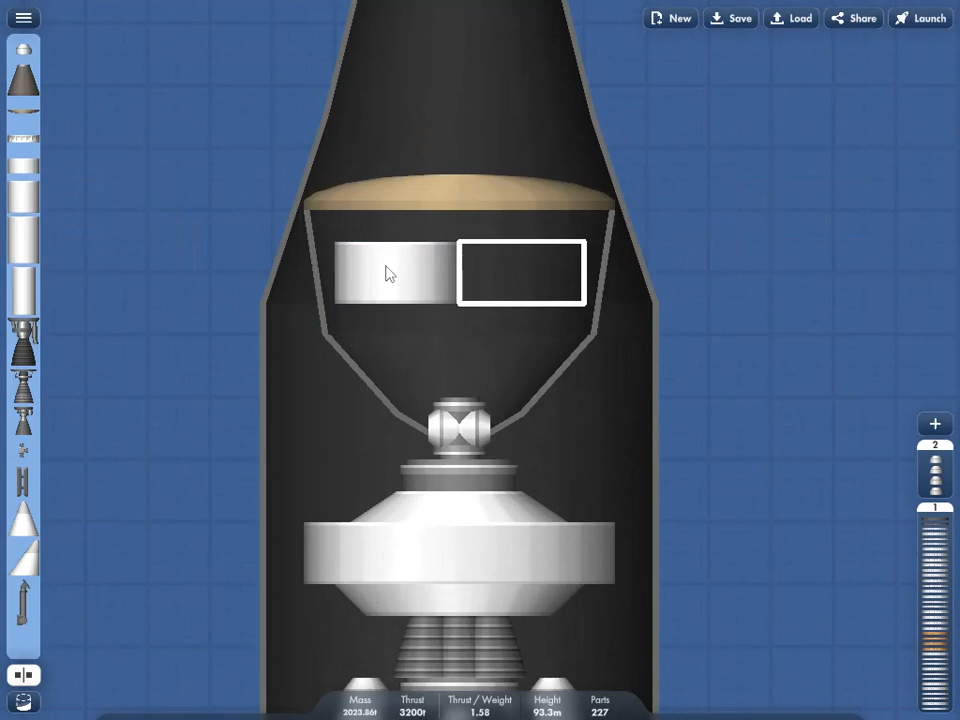 New Save Load Share Launch
2
1
Mass Thrust Thrust / Weight Height Parts
2023.86t 3200t 1.58 93.3m 227